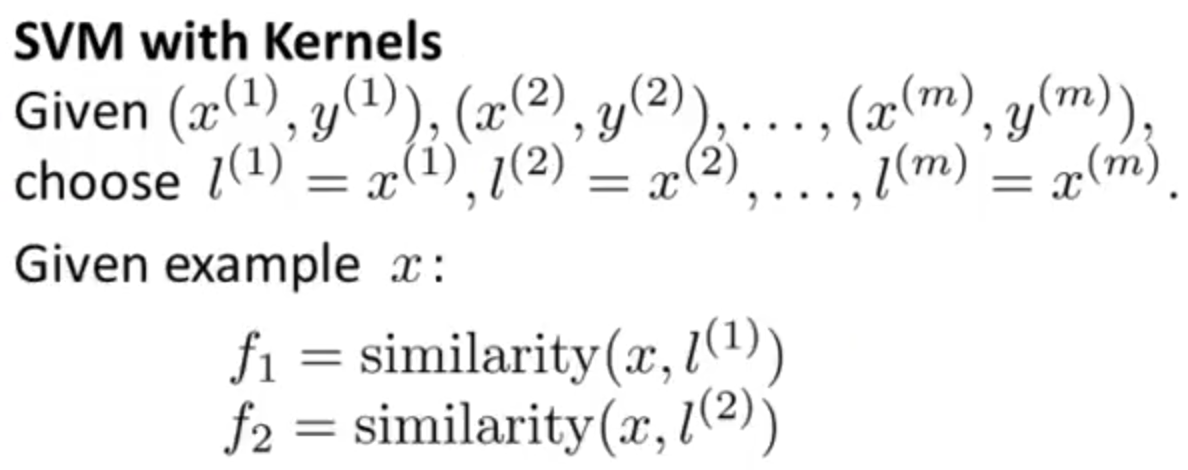 SVM with Kernels
Given (x^{(1)}, y^{(1)}), (x^{(2)}, y^{(2)}), . . . , (x^{(m)}, y^{(m)}),
choose l^{(1)} = x^{(1)}, l^{(2)} = x^{(2)}, . . . , l^{(m)} = x^{(m)}.
Given example x:
f_1 = similarity(x, l^{(1)})
f_2 = similarity(x, l^{(2)})